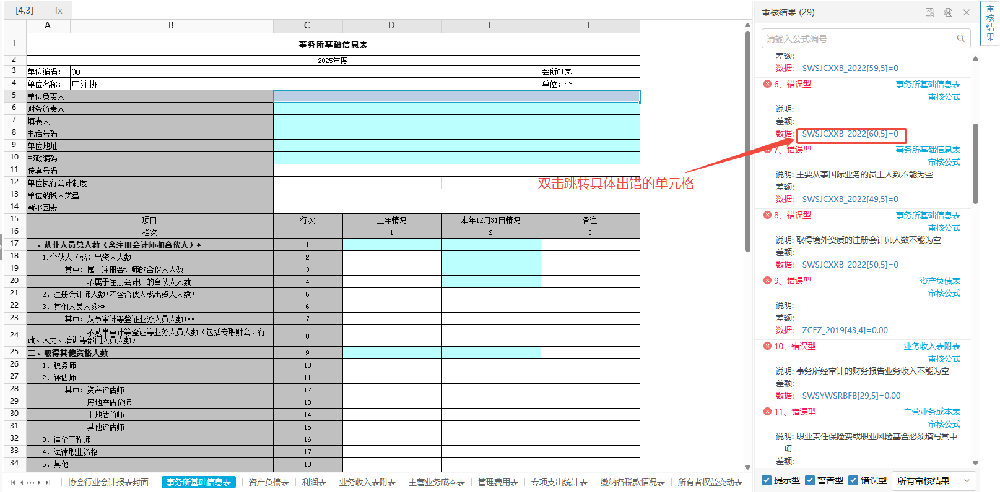 [4,3] fx
A B C D E F
1 事务所基础信息表
2 2025年度
3 单位编码： 00 会所01表
4 单位名称： 中注协 单位：个
5 单位负责人
6 财务负责人
7 填表人
8 电话号码
9 单位地址
10 邮政编码
11 传真号码
12 单位执行会计制度
13 单位纳税人类型
14 新报因素
15 项目 行次 上年情况 本年12月31日情况 备注
16 栏次 — 1 2 3
17 一、从业人员总人数（含注册会计师和合伙人）* 1
18 1.合伙人（或）出资人人数 2
19 其中：属于注册会计师的合伙人人数 3
20 不属于注册会计师的合伙人人数 4
21 2．注册会计师人数(不含合伙人或出资人人数） 5
22 3．其他人员人数** 6
23 其中：从事审计等鉴证业务人员人数*** 7
24 不从事审计等鉴证等业务人员人数（包括专职财会、行
政、人力、培训等部门人员人数） 8
25 二、取得其他资格人数 9
26 1．税务师 10
27 2．评估师 11
28 其中：资产评估师 12
29 房地产估价师 13
30 土地估价师 14
31 其他评估师 15
32 3．造价工程师 16
33 4．法律职业资格 17
34 5．其他 18
双击跳转具体出错的单元格
协会行业会计报表封面 事务所基础信息表 资产负债表 利润表 业务收入表附表 主营业务成本表 管理费用表 专项支出统计表 缴纳各税款情况表 所有者权益变动表
审核结果 (29)
请输入公式编号
差额：
数据： SWSJCXXB_2022[59,5]=0
6、错误型 事务所基础信息表
审核公式
说明:
差额：
数据： SWSJCXXB_2022[60,5]=0
7、错误型 事务所基础信息表
审核公式
说明: 主要从事国际业务的员工人数不能为空
差额：
数据： SWSJCXXB_2022[49,5]=0
8、错误型 事务所基础信息表
审核公式
说明: 取得境外资质的注册会计师人数不能为空
差额：
数据： SWSJCXXB_2022[50,5]=0
9、错误型 资产负债表
审核公式
说明:
差额：
数据： ZCFZ_2019[43,4]=0.00
10、错误型 业务收入表附表
审核公式
说明: 事务所经审计的财务报告业务收入不能为空
差额：
数据： SWSYWSRBFB[29,5]=0.00
11、错误型 主营业务成本表
审核公式
说明: 职业责任保险费或职业风险基金必须填写其中
一项
差额：
提示型 警告型 错误型 所有审核结果
审核结果